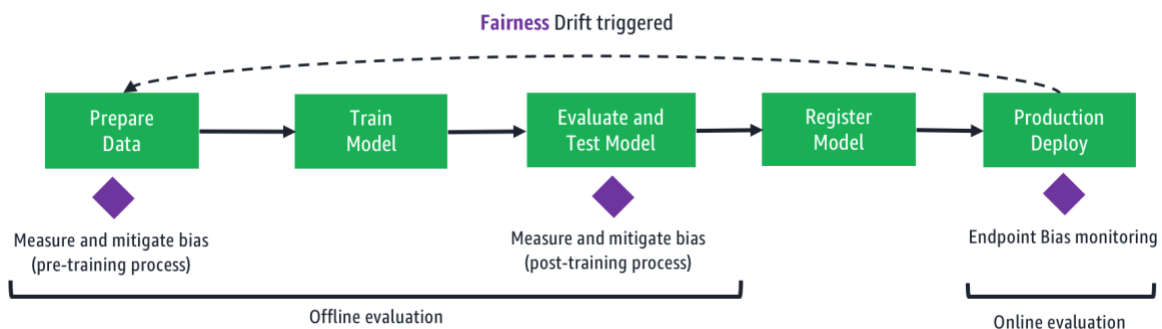 Fairness Drift triggered
Prepare
Data
Train
Model
Evaluate and
Test Model
Register
Model
Production
Deploy
Measure and mitigate bias
(pre-training process)
Measure and mitigate bias
(post-training process)
Endpoint Bias monitoring
Offline evaluation
Online evaluation